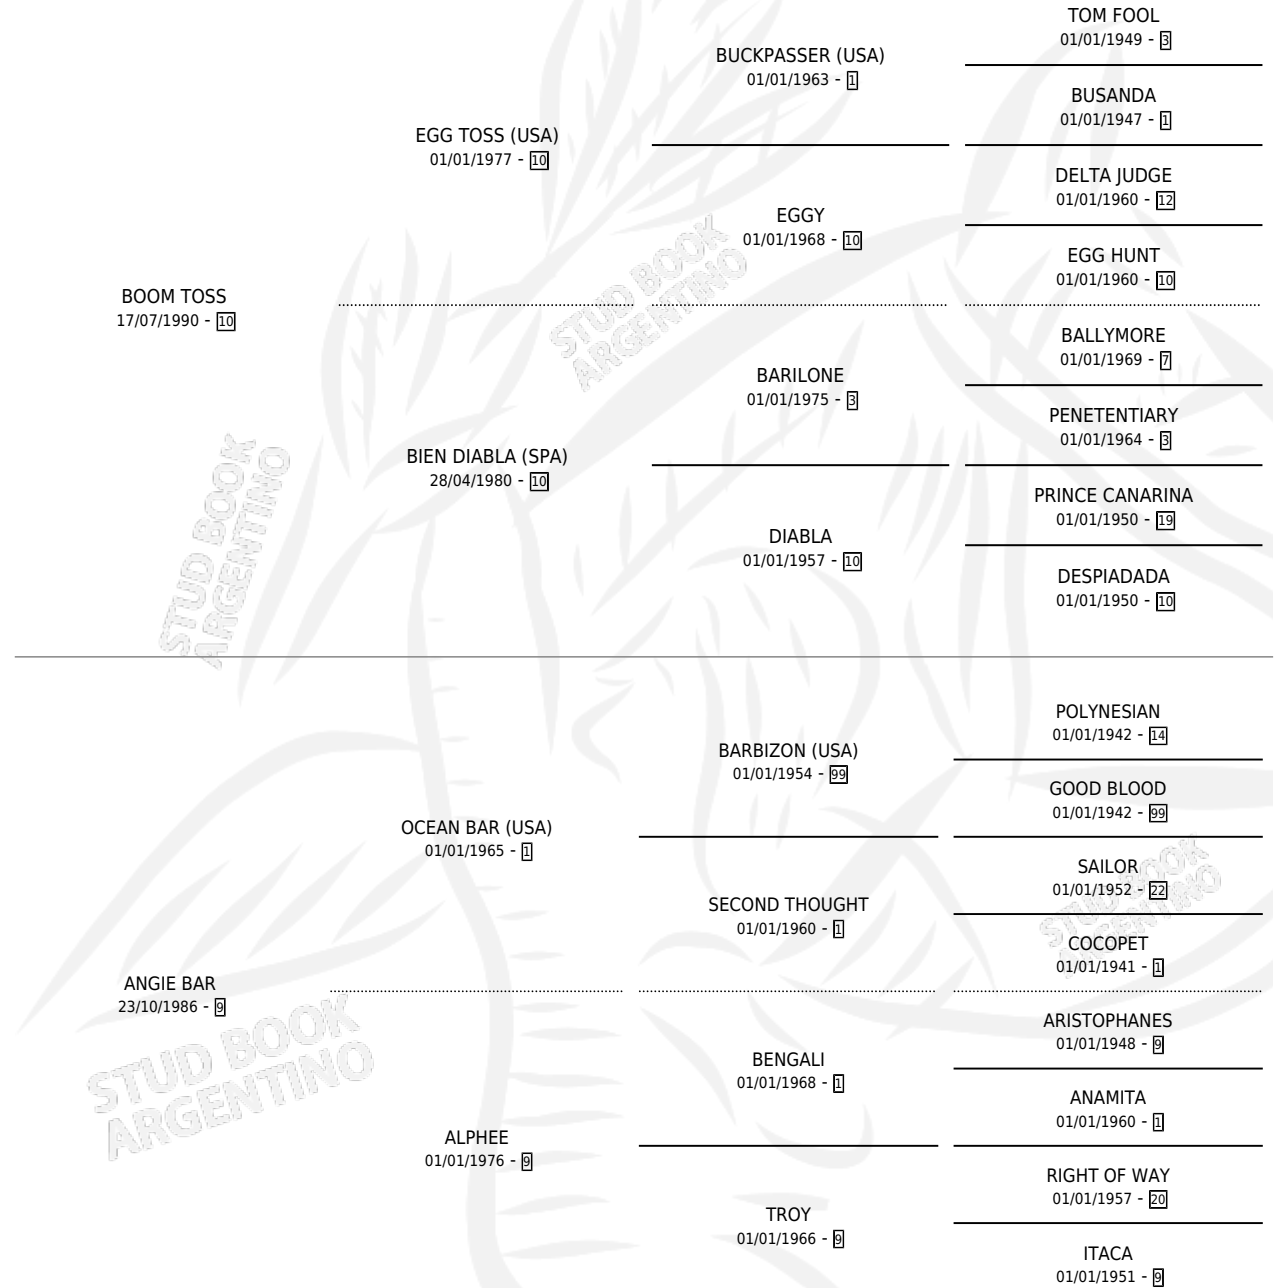 TOM FOOL
01/01/1949 - 3
BUCKPASSER (USA)
01/01/1963 - 1
BUSANDA
01/01/1947 - 1
EGG TOSS (USA)
01/01/1977 - 10
DELTA JUDGE
01/01/1960 - 12
EGGY
01/01/1968 - 10
EGG HUNT
01/01/1960 - 10
BOOM TOSS
17/07/1990 - 10
BALLYMORE
01/01/1969 - 7
BARILONE
01/01/1975 - 3
PENETENTIARY
01/01/1964 - 3
BIEN DIABLA (SPA)
28/04/1980 - 10
PRINCE CANARINA
01/01/1950 - 19
DIABLA
01/01/1957 - 10
DESPIADADA
01/01/1950 - 10
STUD BOOK
ARGENTINO
STUD BOOK
ARGENTINO
POLYNESIAN
01/01/1942 - 14
BARBIZON (USA)
01/01/1954 - 99
GOOD BLOOD
01/01/1942 - 99
OCEAN BAR (USA)
01/01/1965 - 1
SAILOR
01/01/1952 - 22
SECOND THOUGHT
01/01/1960 - 1
COCOPET
01/01/1941 - 1
ANGIE BAR
23/10/1986 - 9
ARISTOPHANES
01/01/1948 - 9
BENGALI
01/01/1968 - 1
ANAMITA
01/01/1960 - 1
ALPHEE
01/01/1976 - 9
RIGHT OF WAY
01/01/1957 - 20
TROY
01/01/1966 - 9
ITACA
01/01/1951 - 9
STUD BOOK
ARGENTINO
STUD BOOK
ARGENTINO